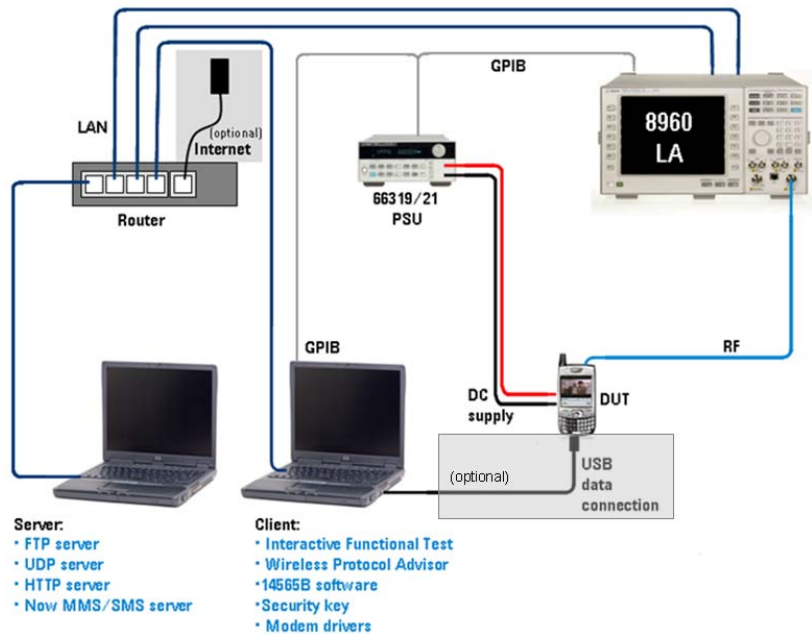 GPIB
LAN
(optional)
Internet
8960
LA
Router
66319/21
PSU
GPIB
RF
DC
supply
DUT
(optional)
USB
data
connection
Server:
• FTP server
• UDP server
• HTTP server
• Now MMS/SMS server
Client:
• Interactive Functional Test
• Wireless Protocol Advisor
•14565B software
•Security key
• Modem drivers